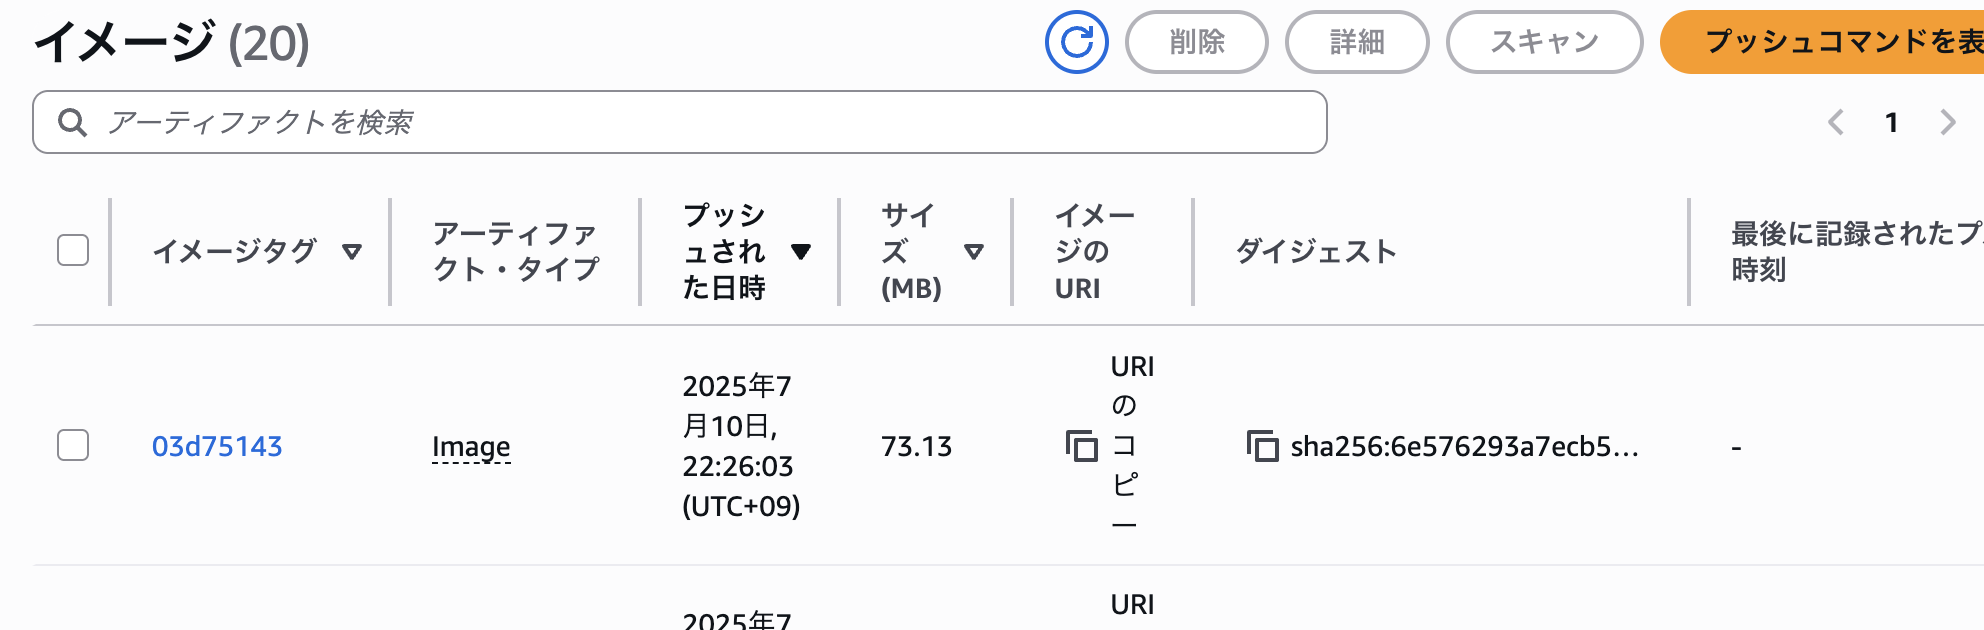 イメージ (20)
削除
詳細
スキャン
プッシュコマンドを表
アーティファクトを検索
1
イメージタグ
アーティファ
クト・タイプ
プッシ
ュされ
た日時
サイ
ズ
(MB)
イメー
ジの
URI
ダイジェスト
最後に記録されたプ
時刻
03d75143
Image
2025年7
月10日,
22:26:03
(UTC+09)
73.13
URI
の
コ
ピ
ー
sha256:6e576293a7ecb5...
-
2025年7
URI